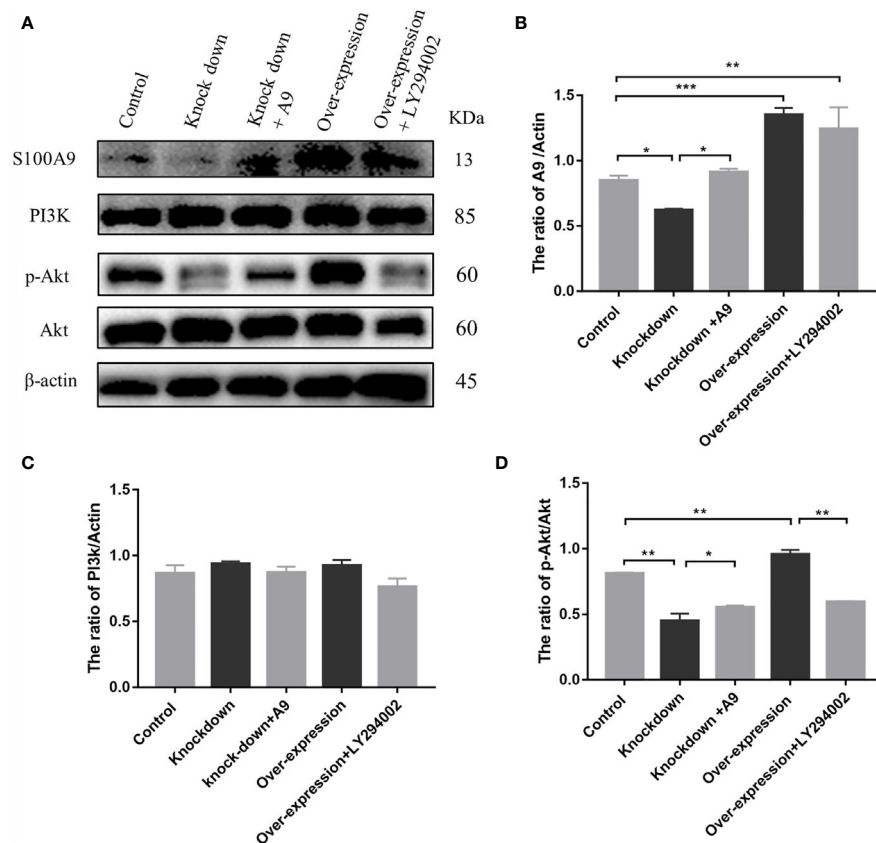 A
Control
Knock down
Knock down
+ A9
Over-expression
Over-expression
+ LY294002
KDa
S100A9
13
PI3K
85
p-Akt
60
Akt
60
β-actin
45
B
The ratio of A9 /Actin
1.5
1.0
0.5
0.0
**
***
*
*
Control
Knockdown
Knockdown +A9
Over-expression
Over-expression+LY294002
C
The ratio of PI3k/Actin
1.5
1.0
0.5
0.0
Control
Knockdown
knock-down+A9
Over-expression
Over-expression+LY294002
D
The ratio of p-Akt/Akt
1.5
1.0
0.5
0.0
**
**
**
*
Control
Knockdown
Knockdown +A9
Over-expression
Over-expression+LY294002